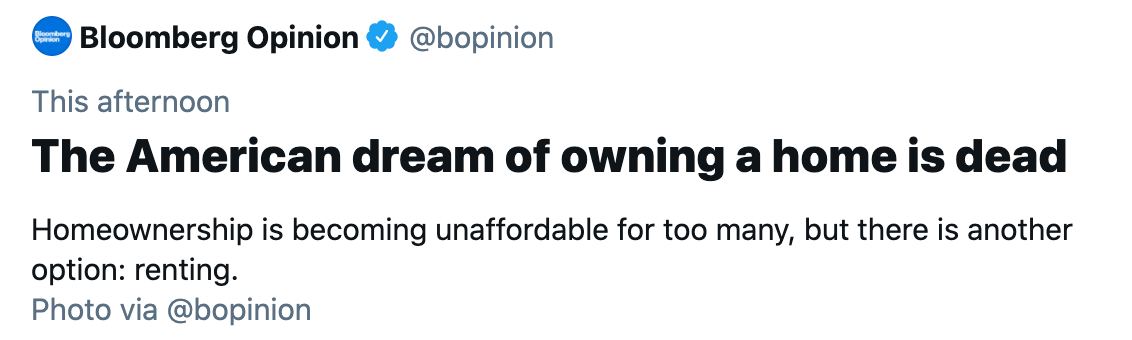 Bloomberg Opinion
Bloomberg Opinion @bopinion
This afternoon
The American dream of owning a home is dead
Homeownership is becoming unaffordable for too many, but there is another
option: renting.
Photo via @bopinion